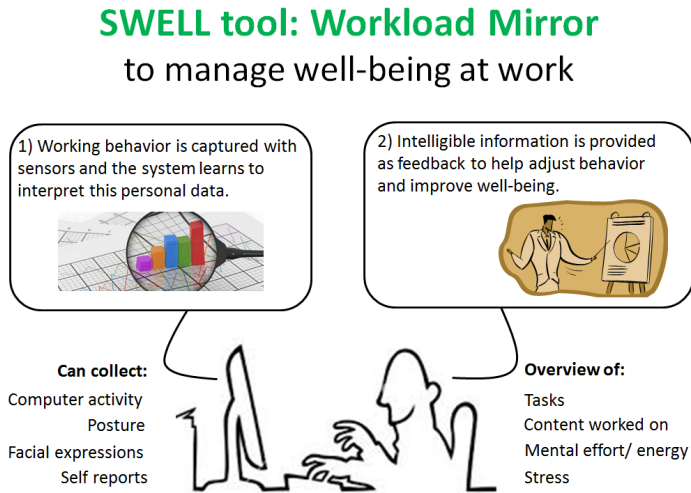 SWELL tool: Workload Mirror
to manage well-being at work
1) Working behavior is captured with
sensors and the system learns to
interpret this personal data.
2) Intelligible information is provided
as feedback to help adjust behavior
and improve well-being.
Can collect:
Computer activity
Posture
Facial expressions
Self reports
Overview of:
Tasks
Content worked on
Mental effort/ energy
Stress